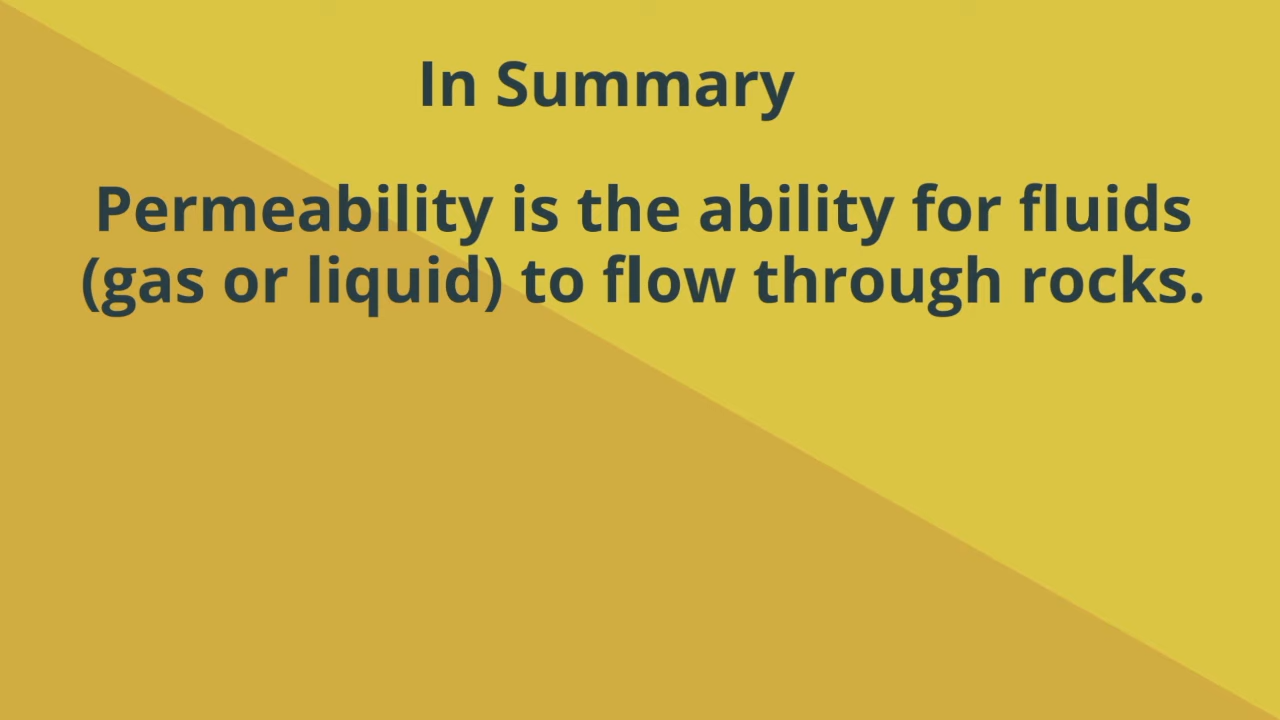 In Summary
Permeability is the ability for fluids
(gas or liquid) to flow through rocks.